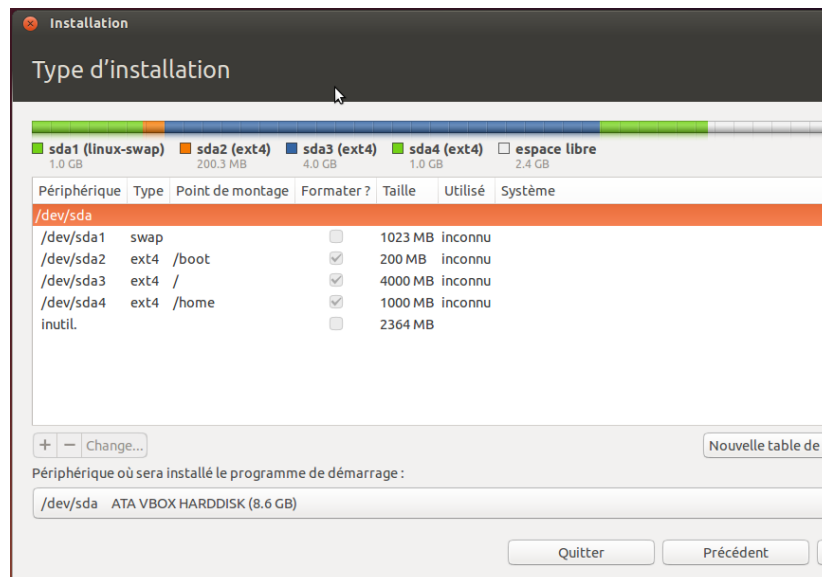 Installation
Type d'installation
sda1 (linux-swap) sda2 (ext4) sda3 (ext4) sda4 (ext4) espace libre
1.0 GB 200.3 MB 4.0 GB 1.0 GB 2.4 GB
Périphérique Type Point de montage Formater ? Taille Utilisé Système
/dev/sda
/dev/sda1 swap 1023 MB inconnu
/dev/sda2 ext4 /boot 200 MB inconnu
/dev/sda3 ext4 / 4000 MB inconnu
/dev/sda4 ext4 /home 1000 MB inconnu
inutil. 2364 MB
+ − Change...
Nouvelle table de
Périphérique où sera installé le programme de démarrage :
/dev/sda ATA VBOX HARDDISK (8.6 GB)
Quitter Précédent